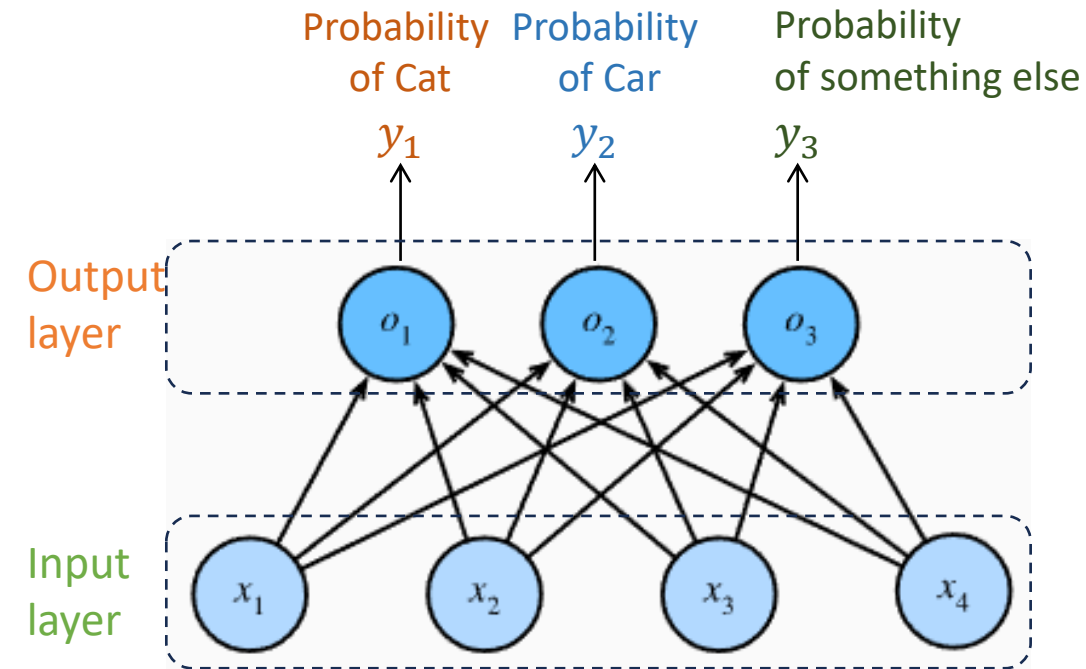 Probability
of Cat
Probability
of Car
Probability
of something else
y₁
y₂
y₃
Output
layer
o₁
o₂
o₃
Input
layer
x₁
x₂
x₃
x₄